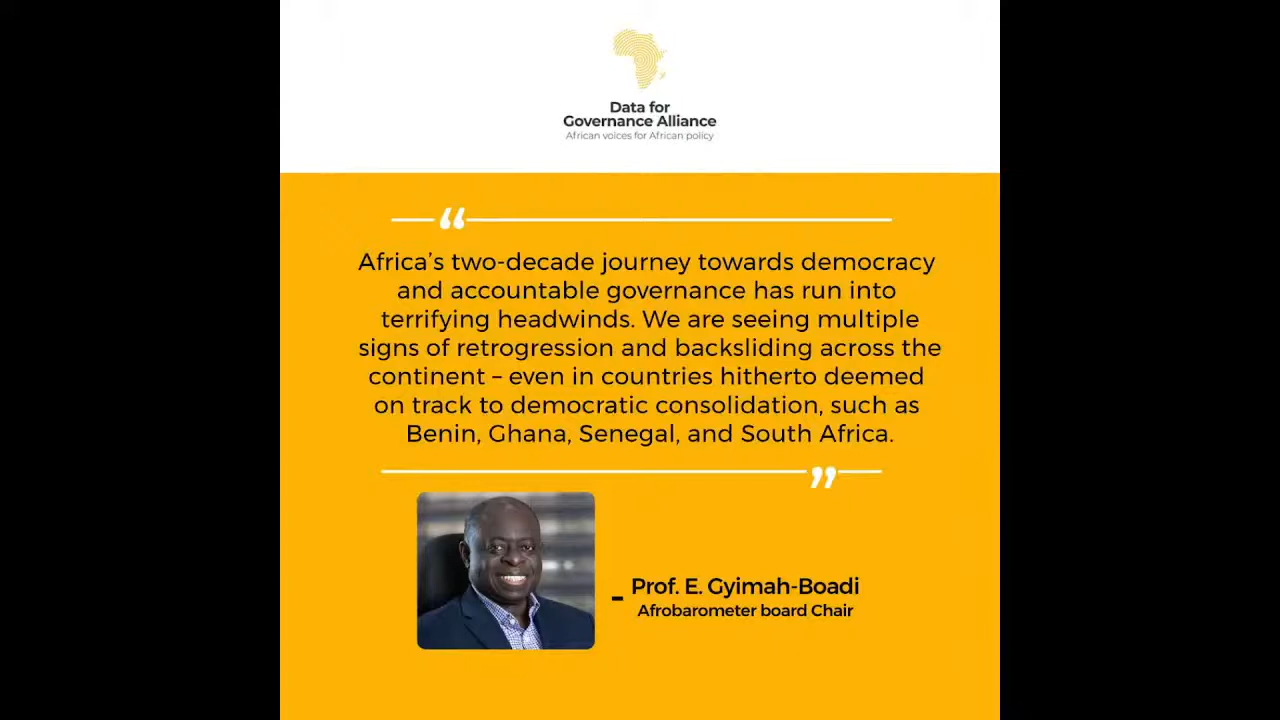 Data for
Governance Alliance
African voices for African policy
“
Africa’s two-decade journey towards democracy
and accountable governance has run into
terrifying headwinds. We are seeing multiple
signs of retrogression and backsliding across the
continent – even in countries hitherto deemed
on track to democratic consolidation, such as
Benin, Ghana, Senegal, and South Africa.
”
- Prof. E. Gyimah-Boadi
Afrobarometer board Chair